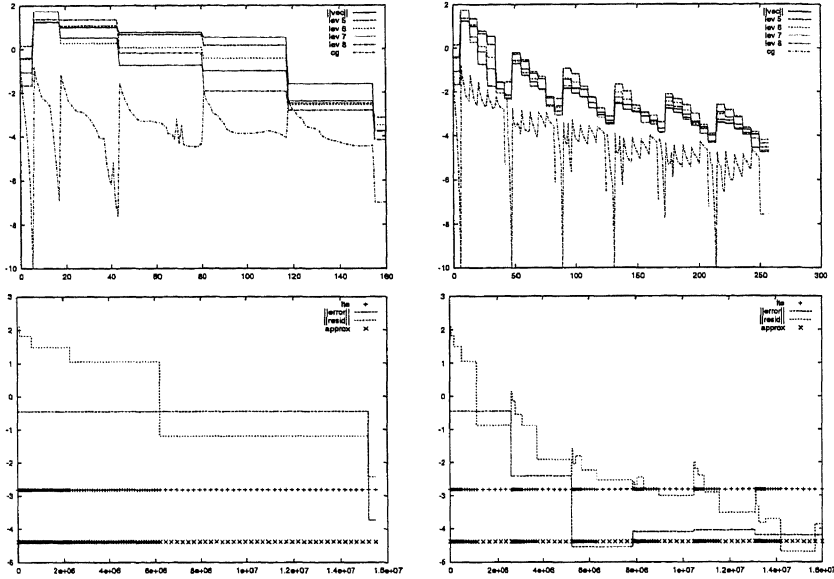 4
2
0
-2
-4
-6
-8
-10
0 20 40 60 80 100 120 140 160
||vec||
lev 5
lev 6
lev 7
lev 8
cg
4
2
0
-2
-4
-6
-8
-10
0 50 100 150 200 250 300
||vec||
lev 5
lev 6
lev 7
lev 8
cg
3
2
1
0
-1
-2
-3
-4
-5
0 2e+06 4e+06 6e+06 8e+06 1e+07 1.2e+07 1.4e+07 1.6e+07
ite
||error||
||resid||
approx
3
2
1
0
-1
-2
-3
-4
-5
0 2e+06 4e+06 6e+06 8e+06 1e+07 1.2e+07 1.4e+07 1.6e+07
||error||
||resid||
approx